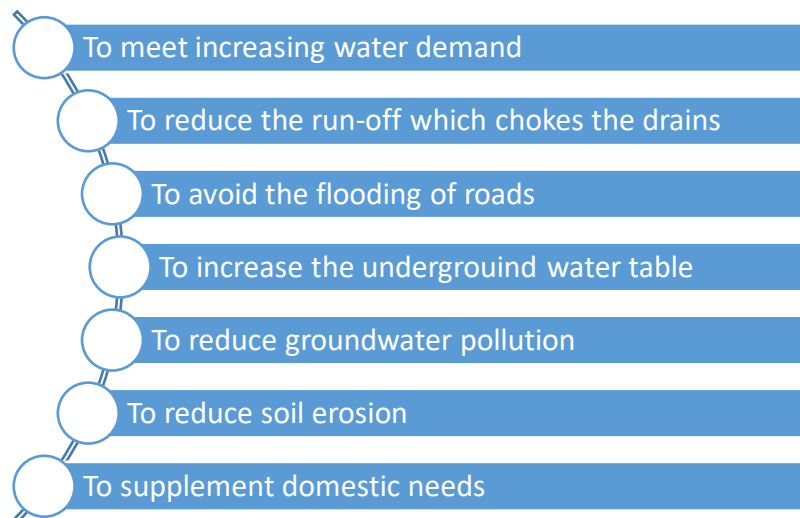 To meet increasing water demand
To reduce the run-off which chokes the drains
To avoid the flooding of roads
To increase the undergrouind water table
To reduce groundwater pollution
To reduce soil erosion
To supplement domestic needs